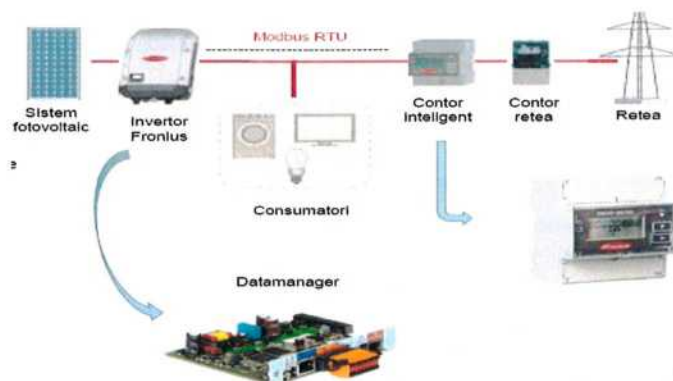 Modbus RTU
Sistem
fotovoltaic
Invertor
Fronius
Contor
inteligent
Contor
retea
Retea
e
Consumatori
Datamanager